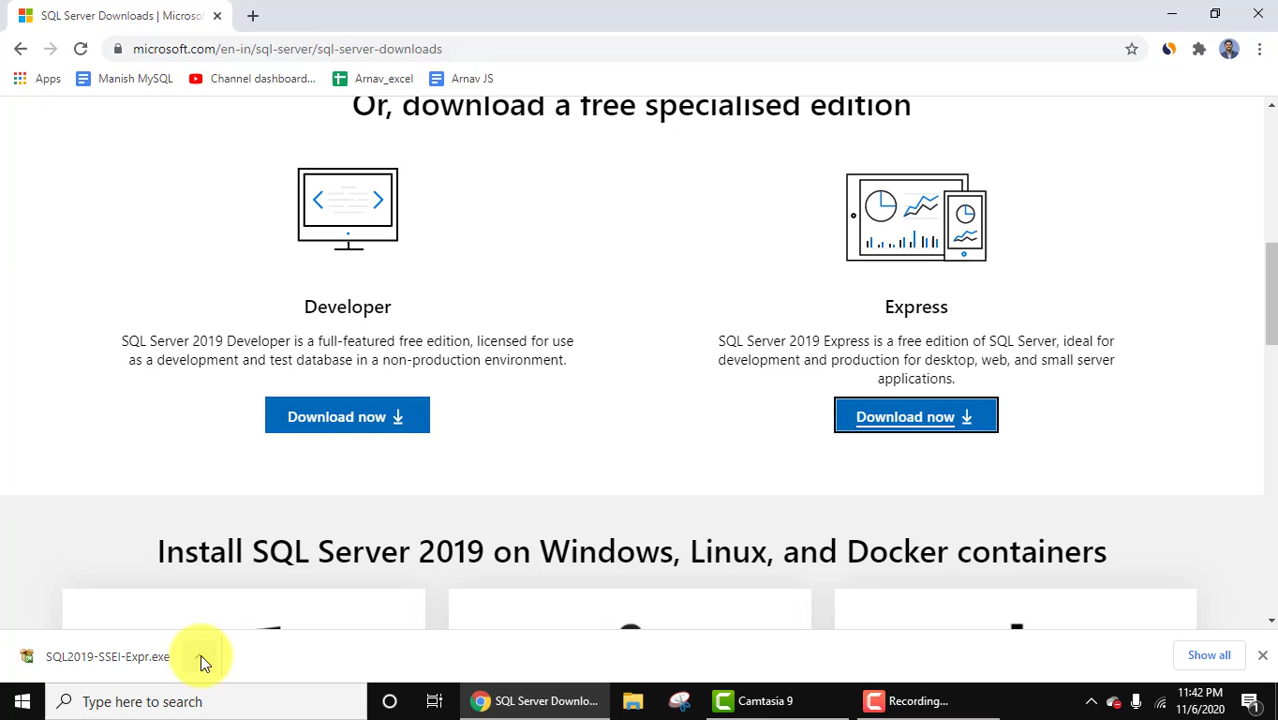 SQL Server Downloads | Microsof
microsoft.com/en-in/sql-server/sql-server-downloads
Apps
Manish MySQL
Channel dashboard...
Arnav_excel
Arnav JS
Or, download a free specialised edition
Developer
SQL Server 2019 Developer is a full-featured free edition, licensed for use
as a development and test database in a non-production environment.
Download now
Express
SQL Server 2019 Express is a free edition of SQL Server, ideal for
development and production for desktop, web, and small server
applications.
Download now
Install SQL Server 2019 on Windows, Linux, and Docker containers
SQL2019-SSEI-Expr.exe
Show all
Type here to search
SQL Server Downlo...
Camtasia 9
Recording...
11:42 PM
11/6/2020
1